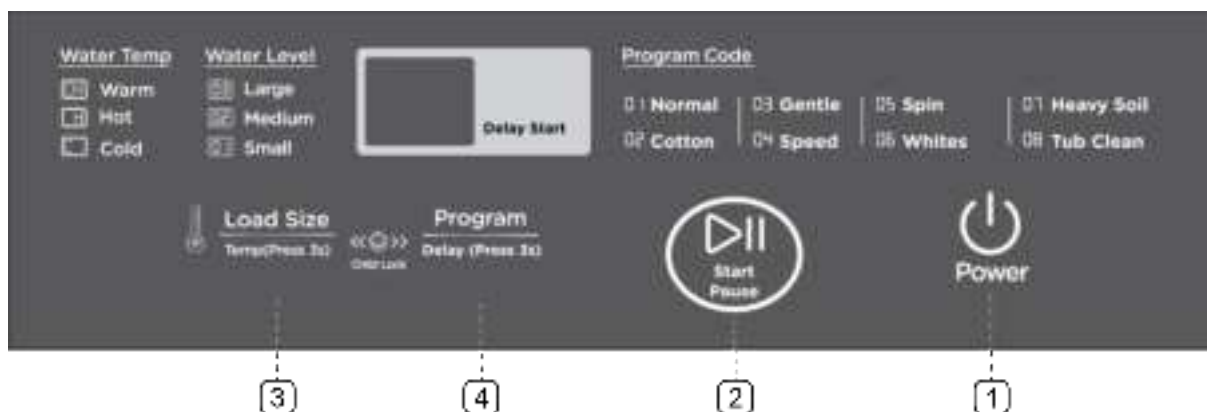 Water Temp
Warm
Hot
Cold
Water Level
Large
Medium
Small
Delay Start
Program Code
01 Normal
02 Cotton
03 Gentle
04 Speed
05 Spin
06 Whites
07 Heavy Soil
08 Tub Clean
Load Size
Temp(Press 3s)
Child Lock
Program
Delay (Press 3s)
Start
Pause
Power
3
4
2
1